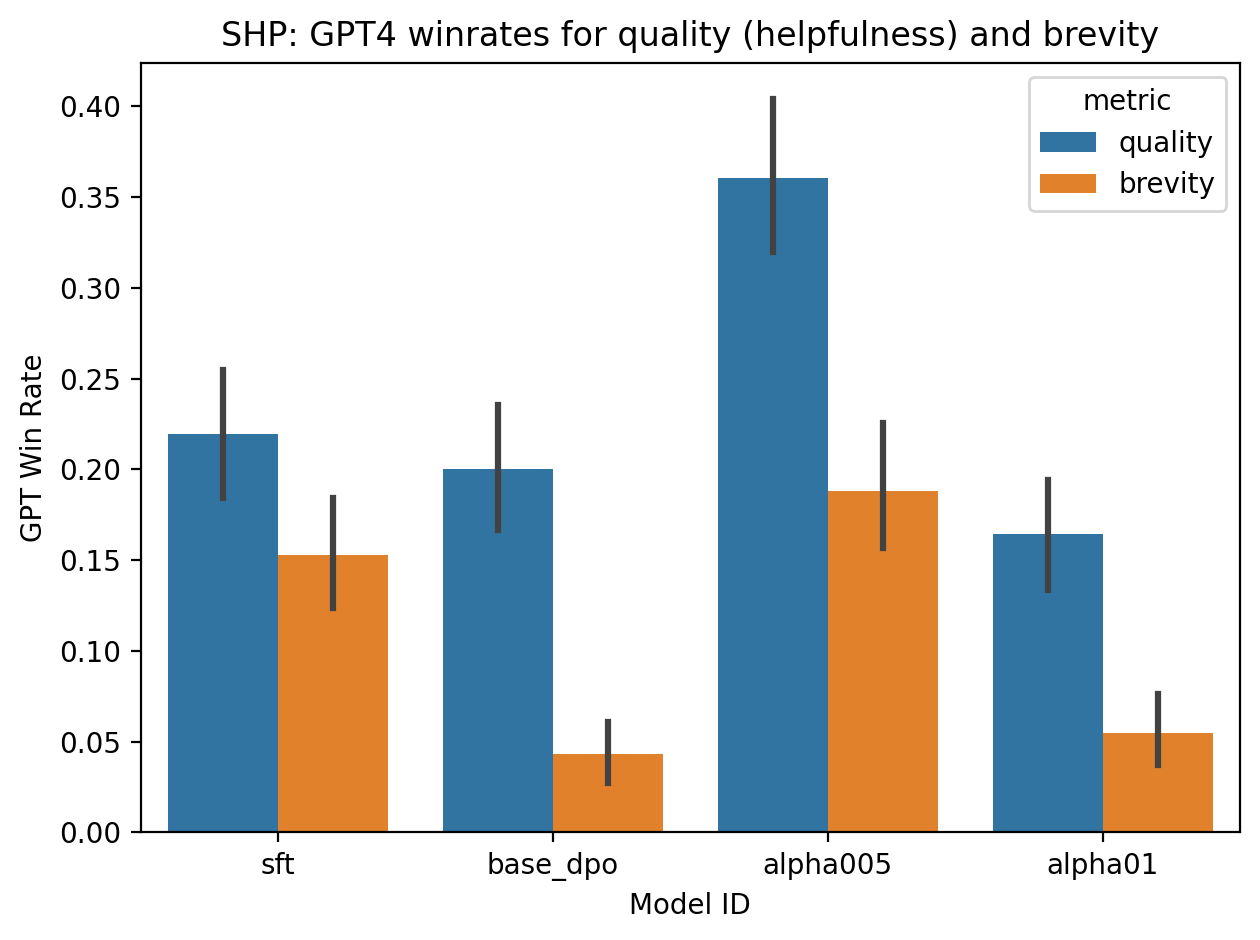 SHP: GPT4 winrates for quality (helpfulness) and brevity
metric
quality
brevity
GPT Win Rate
0.40
0.35
0.30
0.25
0.20
0.15
0.10
0.05
0.00
sft
base_dpo
alpha005
alpha01
Model ID